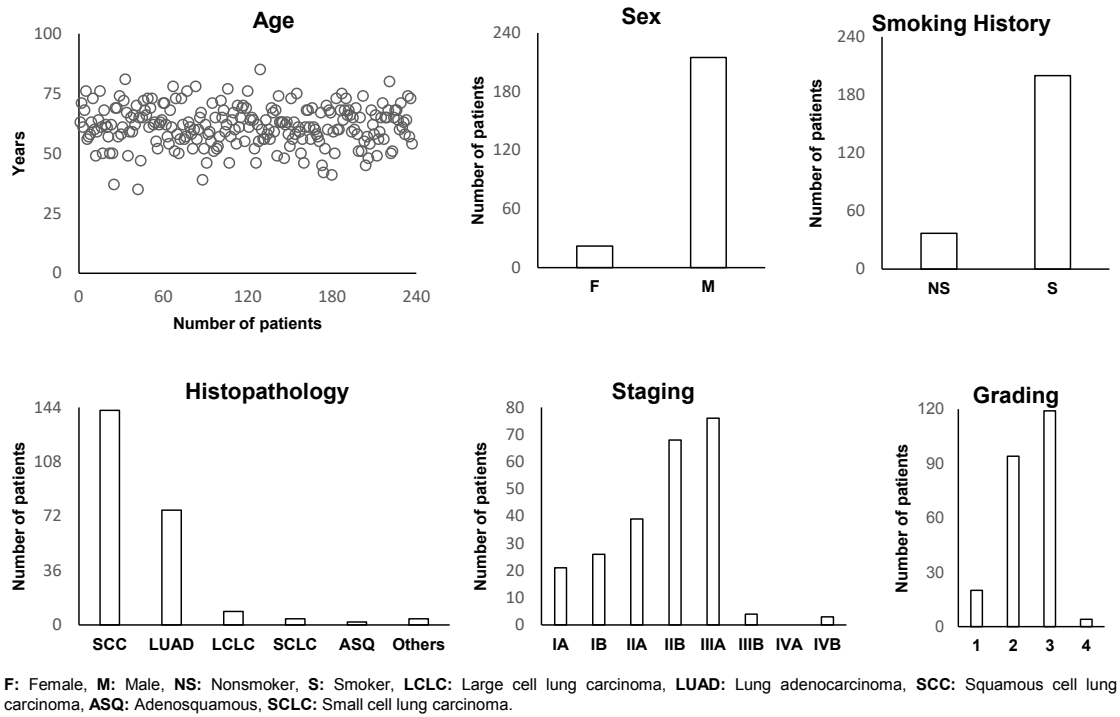 Age
100
75
50
25
0
Years
0 60 120 180 240
Number of patients
Sex
240
180
120
60
0
Number of patients
F M
Smoking History
240
180
120
60
0
Number of patients
NS S
Histopathology
144
108
72
36
0
Number of patients
SCC LUAD LCLC SCLC ASQ Others
Staging
80
70
60
50
40
30
20
10
0
Number of patients
IA IB IIA IIB IIIA IIIB IVA IVB
Grading
120
90
60
30
0
Number of patients
1 2 3 4
F: Female, M: Male, NS: Nonsmoker, S: Smoker, LCLC: Large cell lung carcinoma, LUAD: Lung adenocarcinoma, SCC: Squamous cell lung
carcinoma, ASQ: Adenosquamous, SCLC: Small cell lung carcinoma.